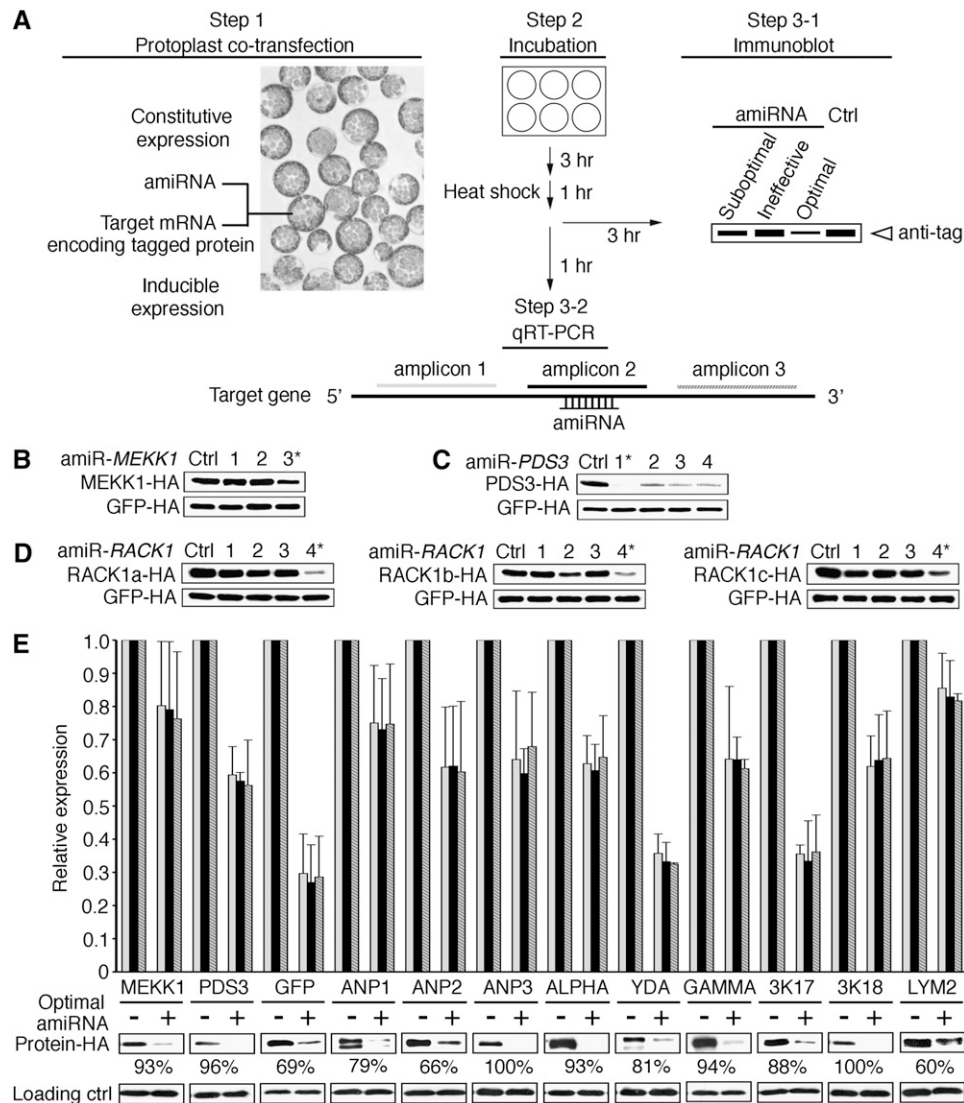 A
Step 1
Protoplast co-transfection
Constitutive
expression
amiRNA
Target mRNA
encoding tagged protein
Inducible
expression
Step 2
Incubation
3 hr
Heat shock
1 hr
3 hr
1 hr
Step 3-1
Immunoblot
amiRNA Ctrl
Suboptimal
Ineffective
Optimal
anti-tag
Step 3-2
qRT-PCR
amplicon 1 amplicon 2 amplicon 3
Target gene 5’ 3’
amiRNA
B
amiR-MEKK1 Ctrl 1 2 3*
MEKK1-HA
GFP-HA
C
amiR-PDS3 Ctrl 1* 2 3 4
PDS3-HA
GFP-HA
D
amiR-RACK1 Ctrl 1 2 3 4*
RACK1a-HA
GFP-HA
amiR-RACK1 Ctrl 1 2 3 4*
RACK1b-HA
GFP-HA
amiR-RACK1 Ctrl 1 2 3 4*
RACK1c-HA
GFP-HA
E
Relative expression
1.0
0.9
0.8
0.7
0.6
0.5
0.4
0.3
0.2
0.1
0
MEKK1 PDS3 GFP ANP1 ANP2 ANP3 ALPHA YDA GAMMA 3K17 3K18 LYM2
Optimal
amiRNA - + - + - + - + - + - + - + - + - + - + - + - +
Protein-HA
93% 96% 69% 79% 66% 100% 93% 81% 94% 88% 100% 60%
Loading ctrl